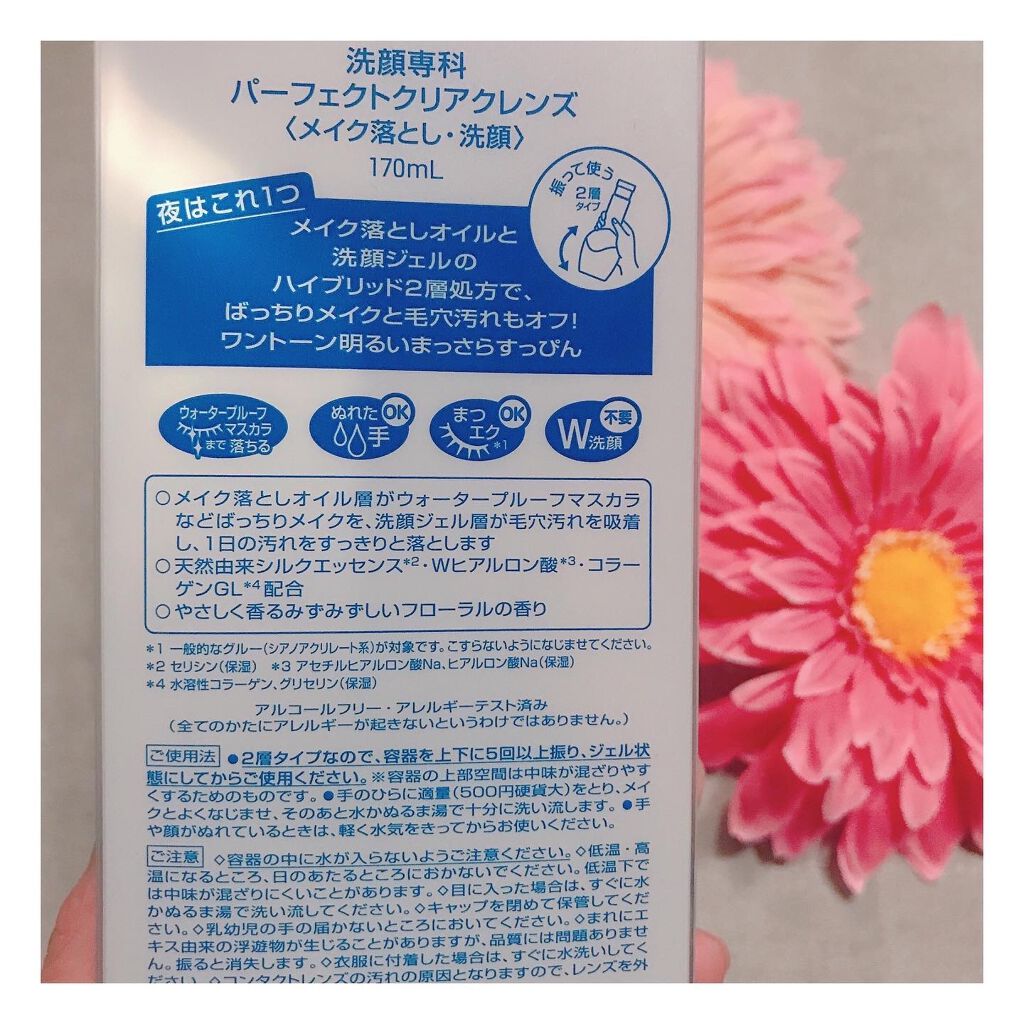 洗顔専科
パーフェクトクリアクレンズ
〈メイク落とし・洗顔〉
170mL
振って使う
2層
タイプ
夜はこれ1つ
メイク落としオイルと
洗顔ジェルの
ハイブリッド2層処方で、
ばっちりメイクと毛穴汚れもオフ!
ワントーン明るいまっさらすっぴん
ウォータープルーフ
マスカラ
まで落ちる
ぬれた
手
OK
まつ
エク*1
OK
W洗顔
不要
○メイク落としオイル層がウォータープルーフマスカラ
などばっちりメイクを、洗顔ジェル層が毛穴汚れを吸着
し、1日の汚れをすっきりと落とします
○天然由来シルクエッセンス*2・Wヒアルロン酸*3・コラー
ゲンGL*4配合
○やさしく香るみずみずしいフローラルの香り
*1 一般的なグルー(シアノアクリレート系)が対象です。こすらないようになじませてください。
*2 セリシン(保湿) *3 アセチルヒアルロン酸Na、ヒアルロン酸Na(保湿)
*4 水溶性コラーゲン、グリセリン(保湿)
アルコールフリー・アレルギーテスト済み
(全てのかたにアレルギーが起きないというわけではありません。)
ご使用法 ●2層タイプなので、容器を上下に5回以上振り、ジェル状
態にしてからご使用ください。※容器の上部空間は中味が混ざりやす
くするためのものです。●手のひらに適量(500円硬貨大)をとり、メイ
クとよくなじませ、そのあと水かぬるま湯で十分に洗い流します。●手
や顔がぬれているときは、軽く水気をきってからお使いください。
ご注意 ◇容器の中に水が入らないようご注意ください。◇低温・高
温になるところ、日のあたるところにおかないでください。低温下で
は中味が混ざりにくいことがあります。◇目に入った場合は、すぐに水
かぬるま湯で洗い流してください。◇キャップを閉めて保管してくだ
さい。◇乳幼児の手の届かないところにおいてください。◇まれにエ
キス由来の浮遊物が生じることがありますが、品質には問題ありませ
ん。振ると消失します。◇衣服に付着した場合は、すぐに水洗いしてく
ださい。◇コンタクトレンズの汚れの原因となりますので、レンズを外